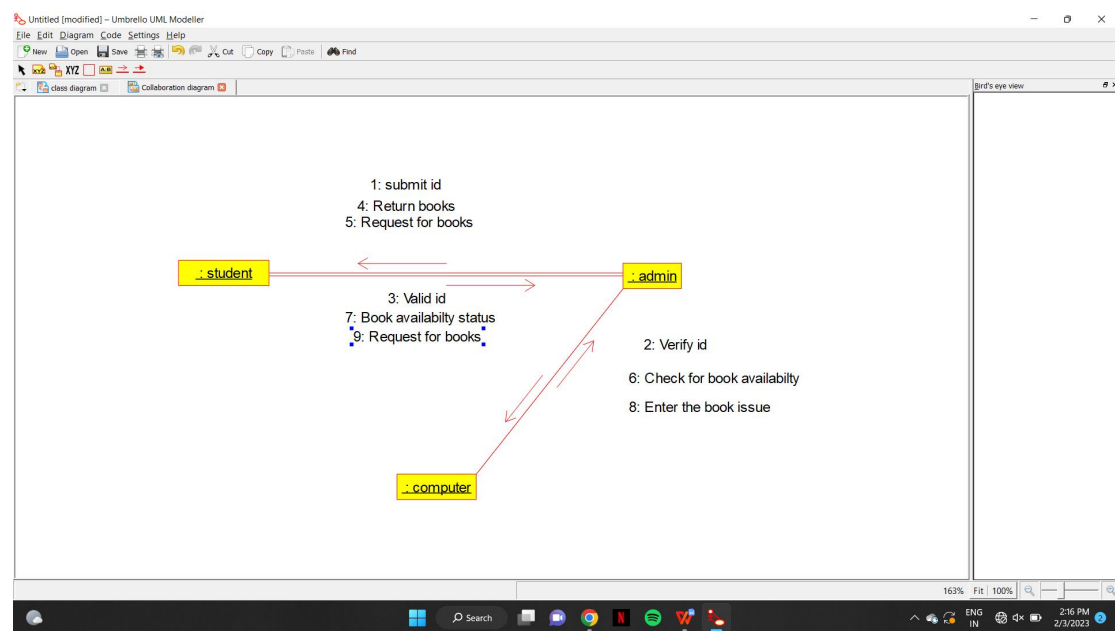 Untitled [modified] – Umbrello UML Modeller
File Edit Diagram Code Settings Help
New Open Save Cut Copy Paste Find
XYZ XYZ A:B
class diagram Collaboration diagram Bird's eye view
1: submit id
4: Return books
5: Request for books
: student
: admin
3: Valid id
7: Book availabilty status
9: Request for books
2: Verify id
6: Check for book availabilty
8: Enter the book issue
: computer
163% Fit 100%
Search
N
W
ENG
IN
2:16 PM
2/3/2023
2